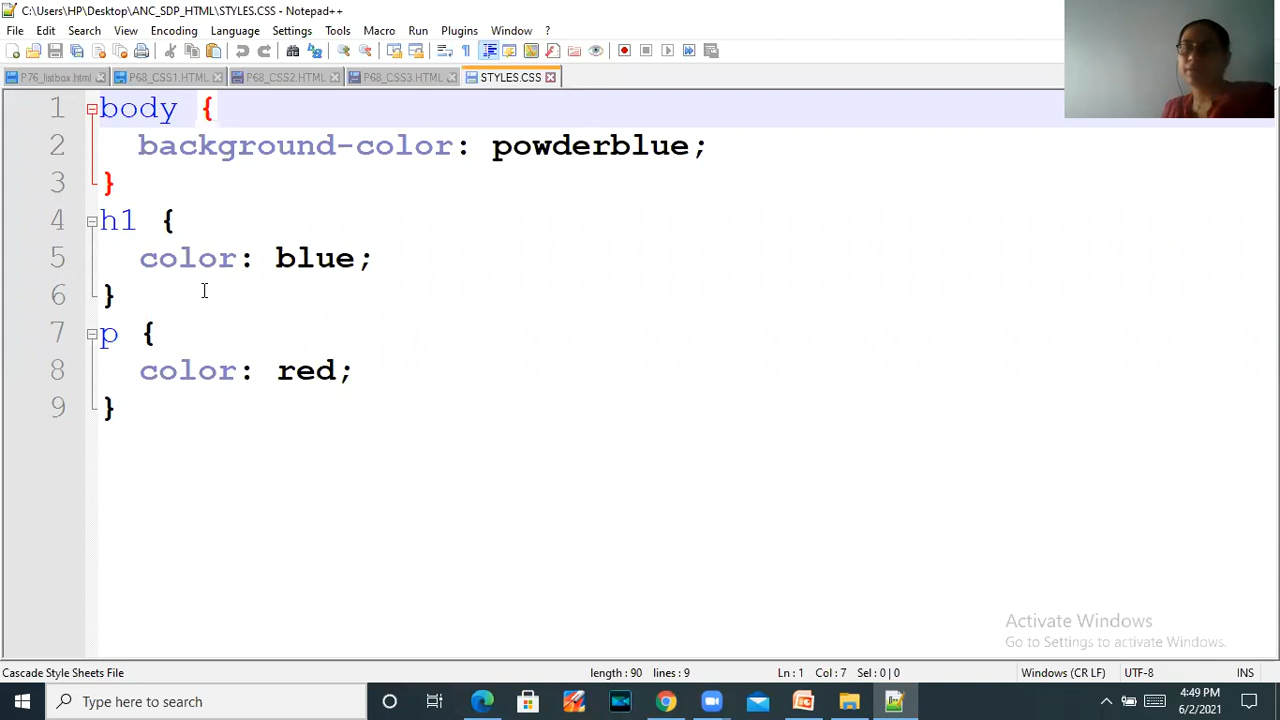 C:\Users\HP\Desktop\ANC_SDP_HTML\STYLES.CSS - Notepad++
File Edit Search View Encoding Language Settings Tools Macro Run Plugins Window ?
P76_listbox.html P68_CSS1.HTML P68_CSS2.HTML P68_CSS3.HTML STYLES.CSS
1 body {
2 background-color: powderblue;
3 }
4 h1 {
5 color: blue;
6 }
7 p {
8 color: red;
9 }
Activate Windows
Go to Settings to activate Windows.
Cascade Style Sheets File length: 90 lines: 9 Ln: 1 Col: 7 Sel: 0 | 0 Windows (CR LF) UTF-8 INS
Type here to search
4:49 PM
6/2/2021